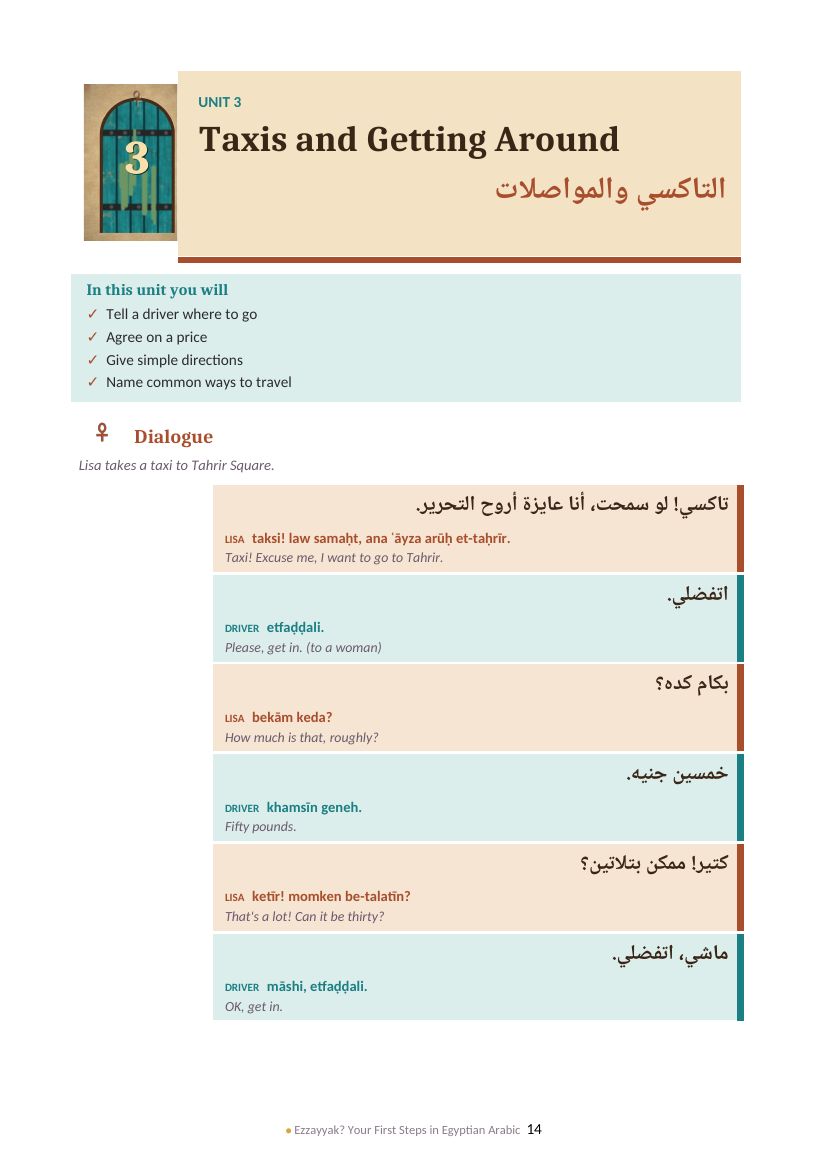 3
UNIT 3
Taxis and Getting Around
التاكسي والمواصلات
In this unit you will
✓ Tell a driver where to go
✓ Agree on a price
✓ Give simple directions
✓ Name common ways to travel
Dialogue
Lisa takes a taxi to Tahrir Square.
تاكسي! لو سمحت، أنا عايزة أروح التحرير.
LISA taksi! law samaḥt, ana ʿāyza arūḥ et-taḥrīr.
Taxi! Excuse me, I want to go to Tahrir.
اتفضلي.
DRIVER etfaḍḍali.
Please, get in. (to a woman)
بكام كده؟
LISA bekām keda?
How much is that, roughly?
خمسين جنيه.
DRIVER khamsīn geneh.
Fifty pounds.
كتير! ممكن بتلاتين؟
LISA ketīr! momken be-talatīn?
That's a lot! Can it be thirty?
ماشي، اتفضلي.
DRIVER māshi, etfaḍḍali.
OK, get in.
• Ezzayyak? Your First Steps in Egyptian Arabic 14